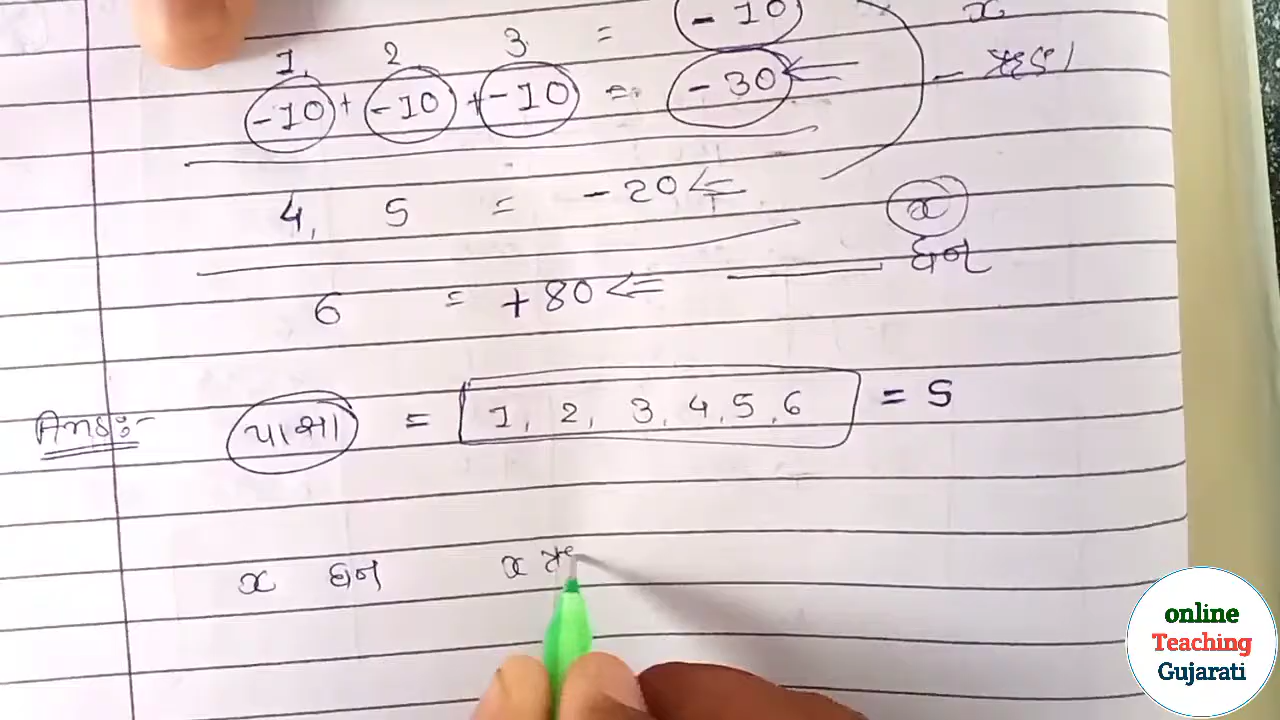 1, 2, 3 = -10 x
-10 + -10 + -10 = -30 ⇐ -
4, 5 = -20 ⇐ x
6 = +80 ⇐ ધન
Ans:- પાસા = 1, 2, 3, 4, 5, 6 = S
x ધન x
online
Teaching
Gujarati